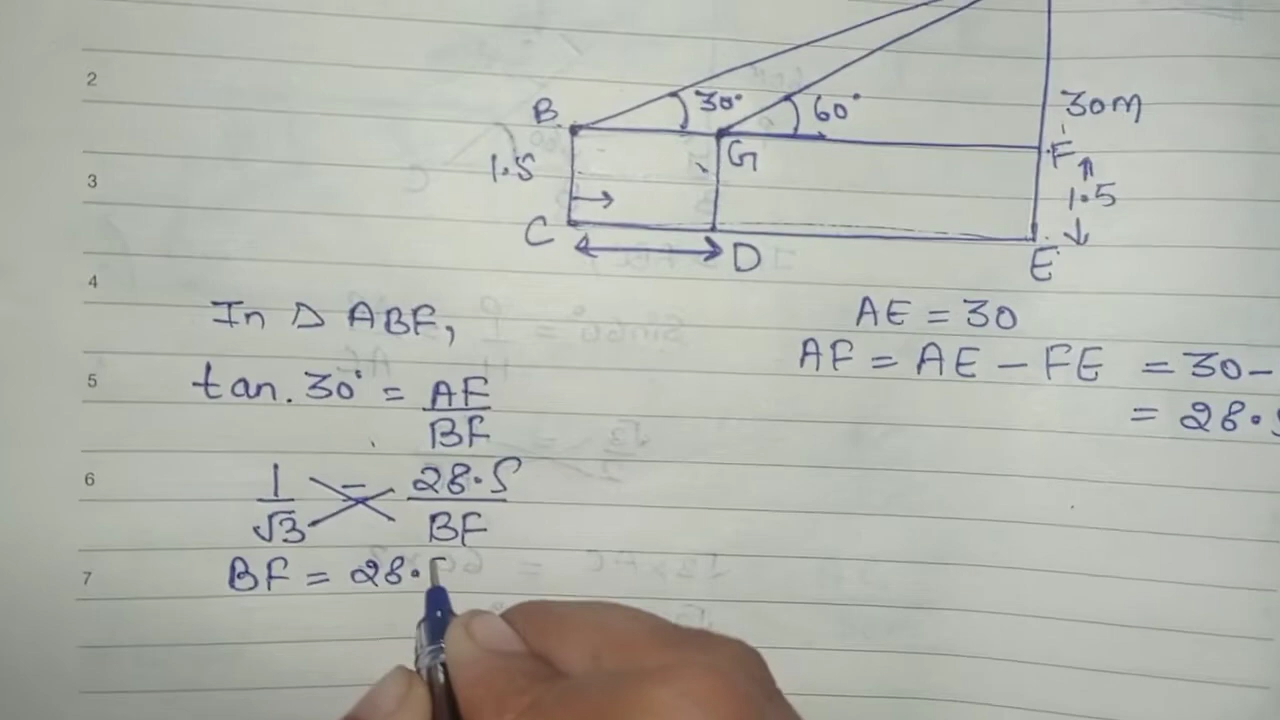 2
3
4
5
6
7
B
30°
60°
30m
G
F
1.5
1.5
C
D
E
In Δ ABF,
AE = 30
AF = AE - FE = 30 -
= 28.5
tan. 30° = AF/BF
1/√3 = 28.5/BF
BF = 28.